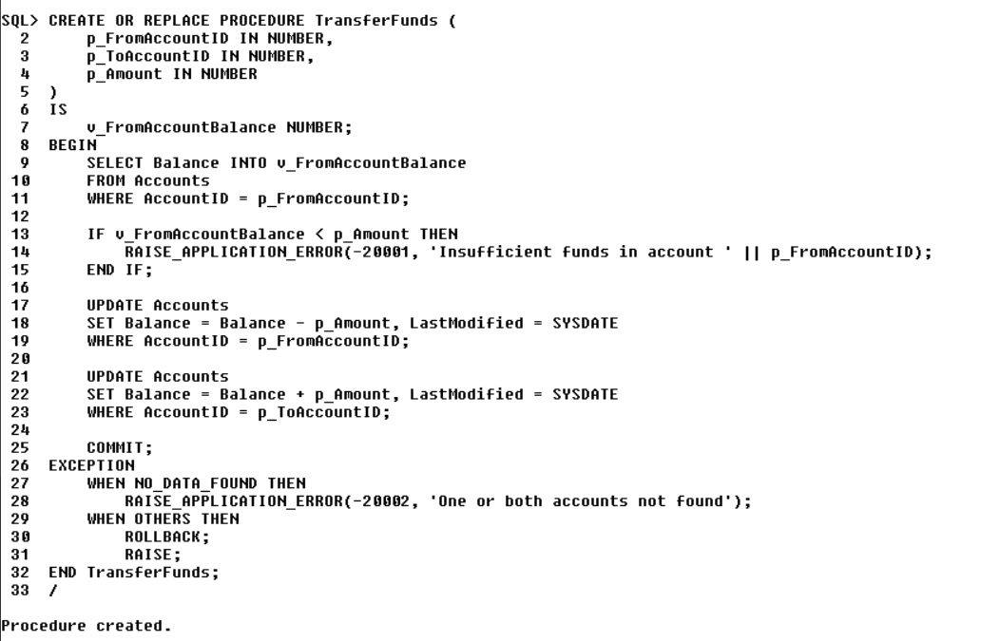 SQL> CREATE OR REPLACE PROCEDURE TransferFunds (
  2      p_FromAccountID IN NUMBER,
  3      p_ToAccountID IN NUMBER,
  4      p_Amount IN NUMBER
  5  )
  6  IS
  7      v_FromAccountBalance NUMBER;
  8  BEGIN
  9      SELECT Balance INTO v_FromAccountBalance
 10      FROM Accounts
 11      WHERE AccountID = p_FromAccountID;
 12
 13      IF v_FromAccountBalance < p_Amount THEN
 14          RAISE_APPLICATION_ERROR(-20001, 'Insufficient funds in account ' || p_FromAccountID);
 15      END IF;
 16
 17      UPDATE Accounts
 18      SET Balance = Balance - p_Amount, LastModified = SYSDATE
 19      WHERE AccountID = p_FromAccountID;
 20
 21      UPDATE Accounts
 22      SET Balance = Balance + p_Amount, LastModified = SYSDATE
 23      WHERE AccountID = p_ToAccountID;
 24
 25      COMMIT;
 26  EXCEPTION
 27      WHEN NO_DATA_FOUND THEN
 28          RAISE_APPLICATION_ERROR(-20002, 'One or both accounts not found');
 29      WHEN OTHERS THEN
 30          ROLLBACK;
 31          RAISE;
 32  END TransferFunds;
 33  /

Procedure created.